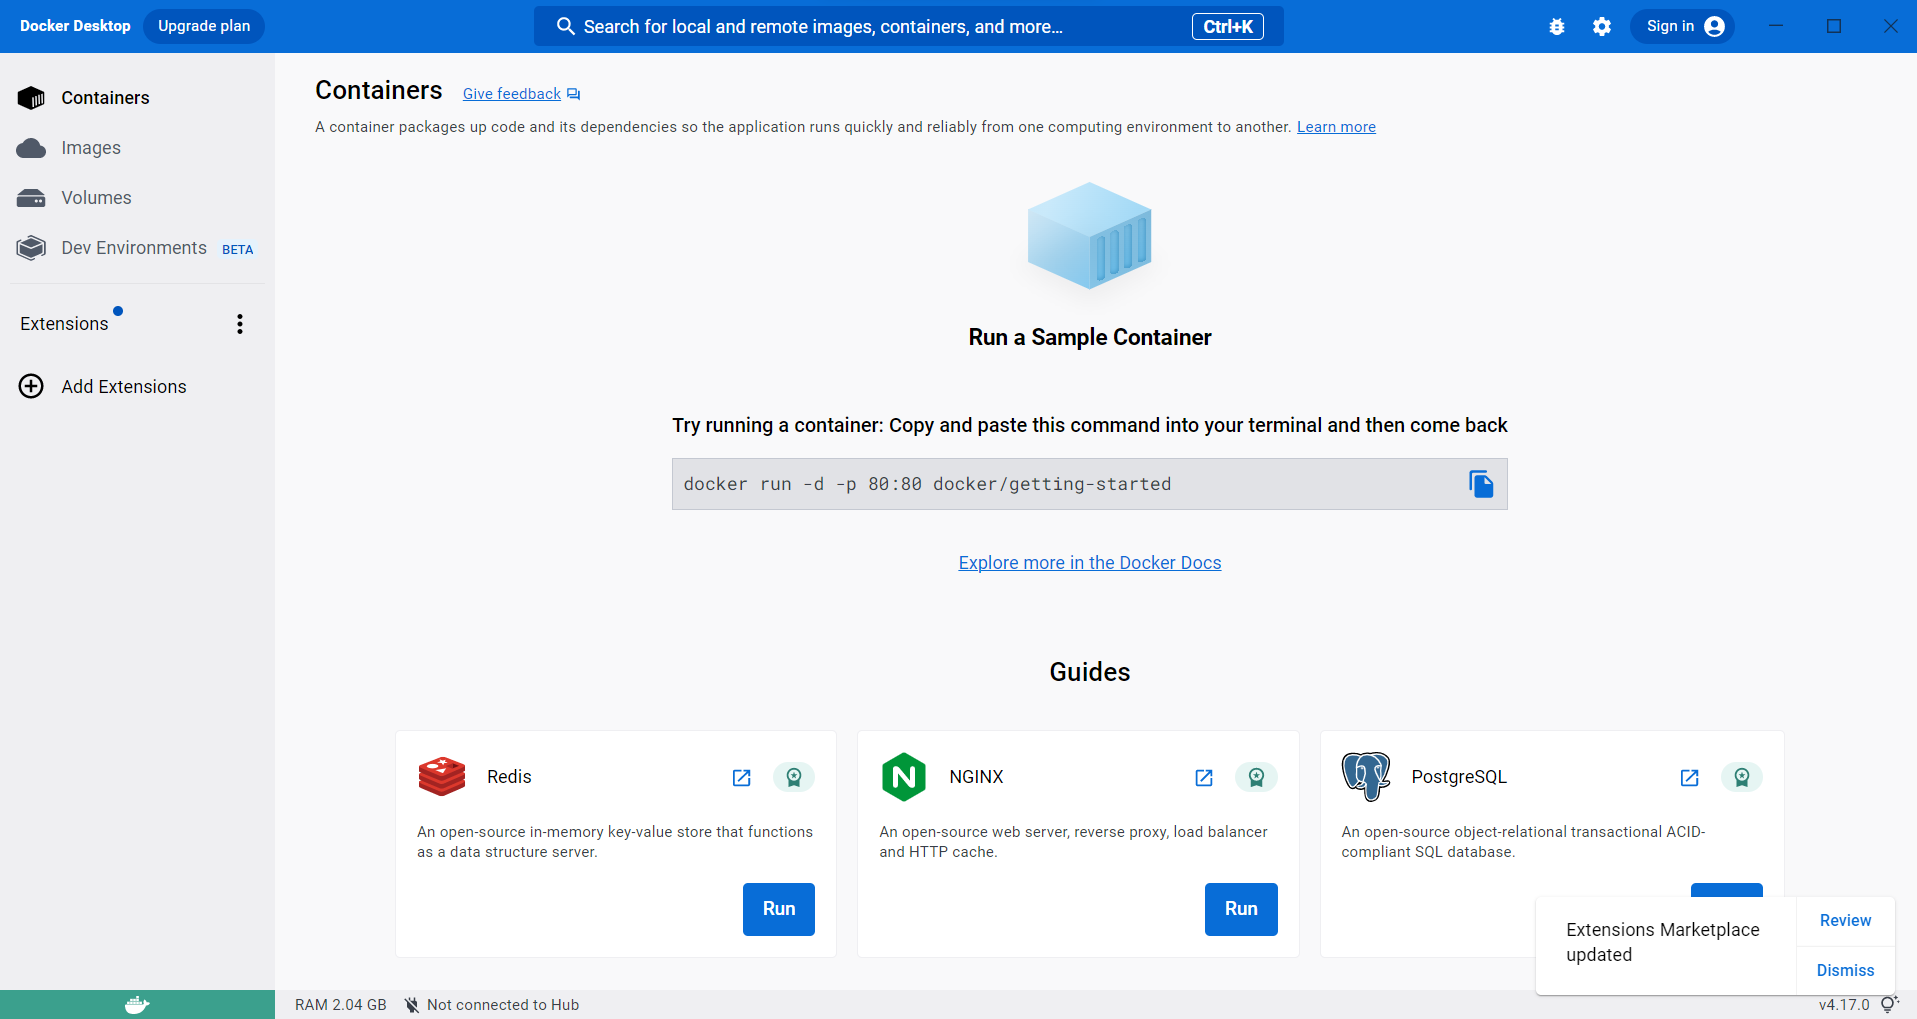 Docker Desktop
Upgrade plan
Search for local and remote images, containers, and more...
Ctrl+K
Sign in
Containers
Images
Volumes
Dev Environments BETA
Extensions
Add Extensions
Containers
Give feedback
A container packages up code and its dependencies so the application runs quickly and reliably from one computing environment to another. Learn more
Run a Sample Container
Try running a container: Copy and paste this command into your terminal and then come back
docker run -d -p 80:80 docker/getting-started
Explore more in the Docker Docs
Guides
Redis
An open-source in-memory key-value store that functions
as a data structure server.
Run
NGINX
An open-source web server, reverse proxy, load balancer
and HTTP cache.
Run
PostgreSQL
An open-source object-relational transactional ACID-
compliant SQL database.
Extensions Marketplace
updated
Review
Dismiss
RAM 2.04 GB
Not connected to Hub
v4.17.0